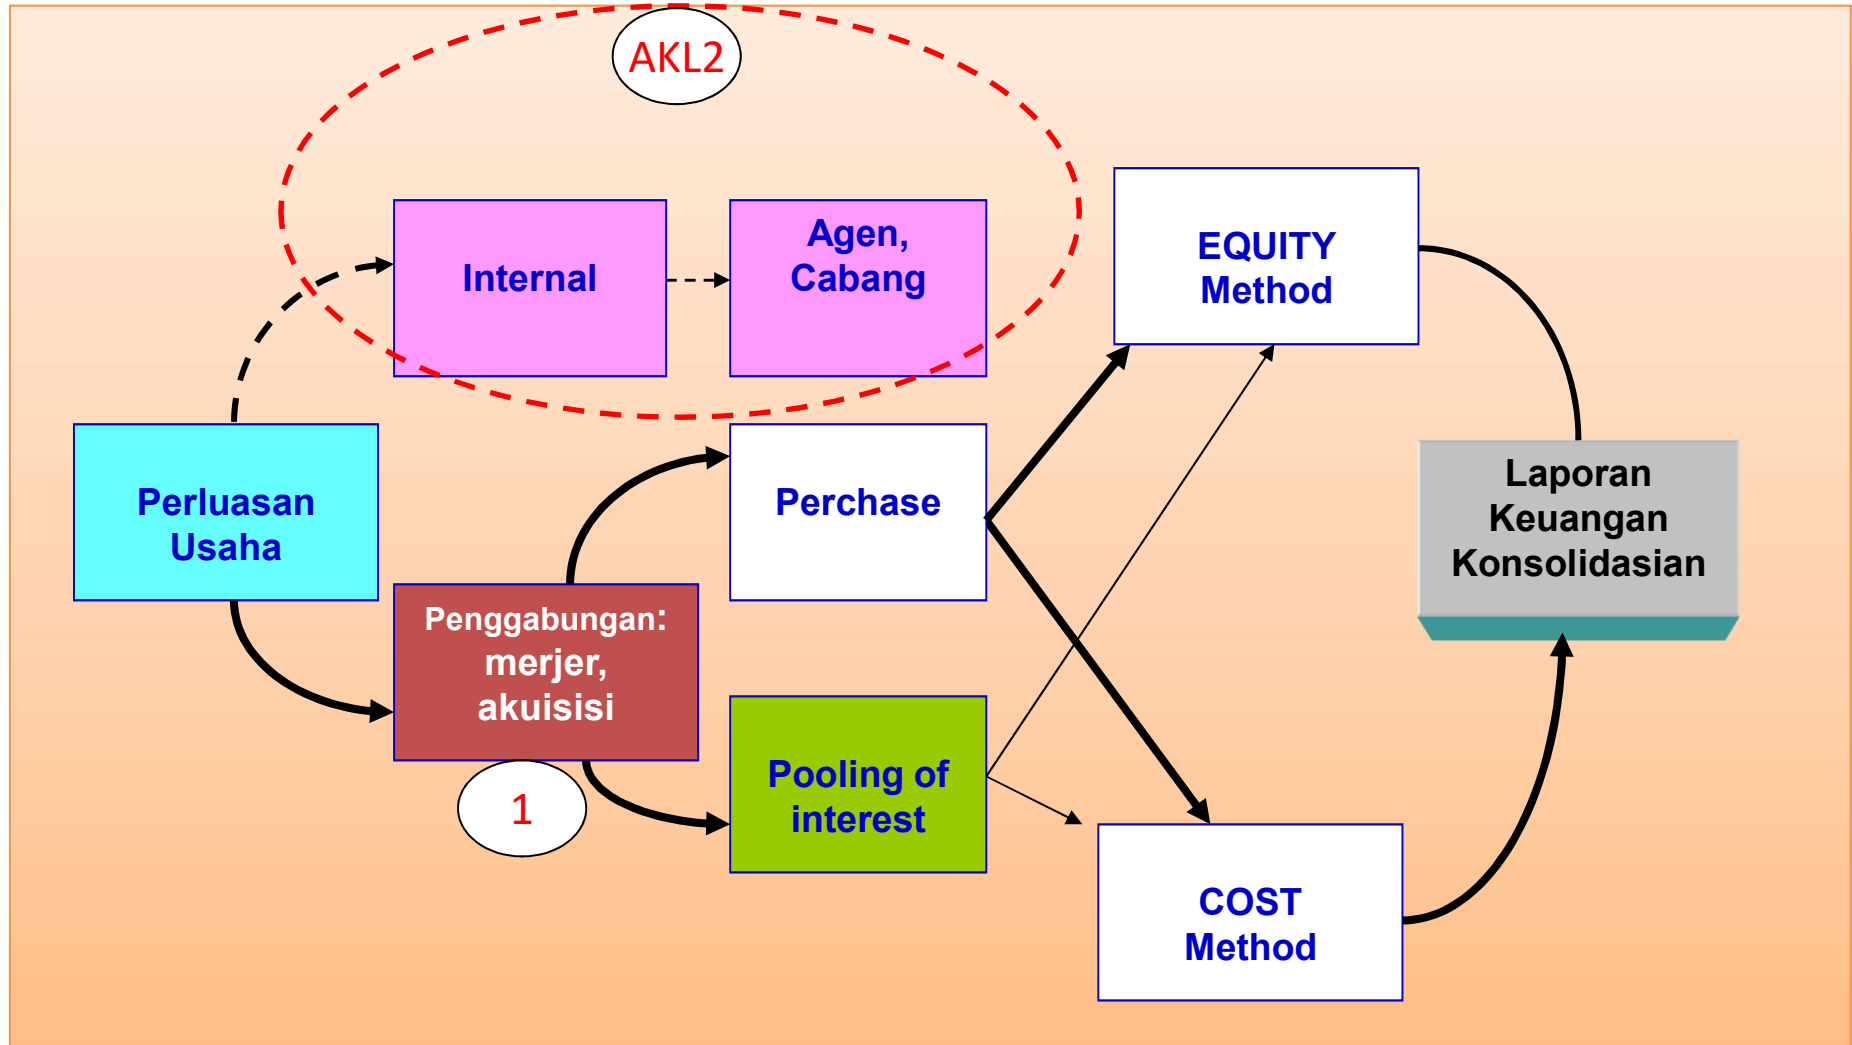 AKL2
Internal
Agen,
Cabang
EQUITY
Method
Perluasan
Usaha
Perchase
Laporan
Keuangan
Konsolidasian
Penggabungan:
merjer,
akuisisi
1
Pooling of
interest
COST
Method